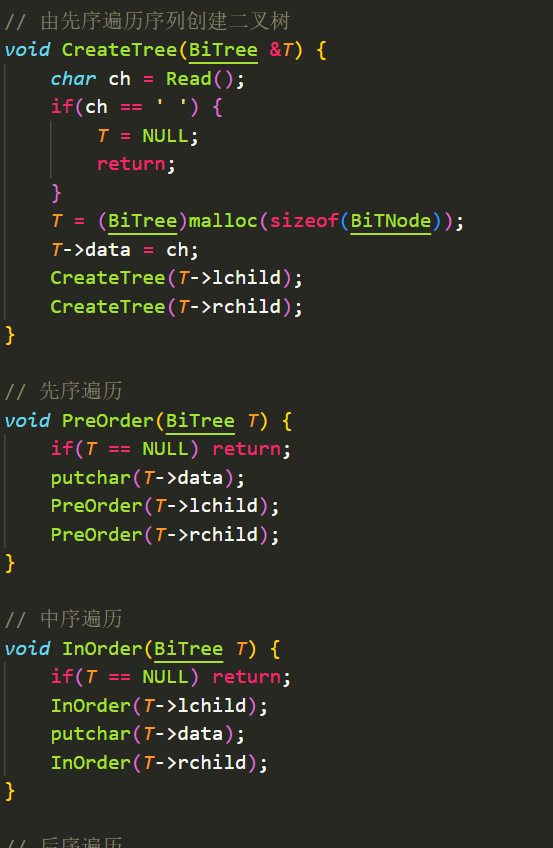 // 由先序遍历序列创建二叉树
void CreateTree(BiTree &T) {
    char ch = Read();
    if(ch == ' ') {
        T = NULL;
        return;
    }
    T = (BiTree)malloc(sizeof(BiTNode));
    T->data = ch;
    CreateTree(T->lchild);
    CreateTree(T->rchild);
}

// 先序遍历
void PreOrder(BiTree T) {
    if(T == NULL) return;
    putchar(T->data);
    PreOrder(T->lchild);
    PreOrder(T->rchild);
}

// 中序遍历
void InOrder(BiTree T) {
    if(T == NULL) return;
    InOrder(T->lchild);
    putchar(T->data);
    InOrder(T->rchild);
}

// 后序遍历